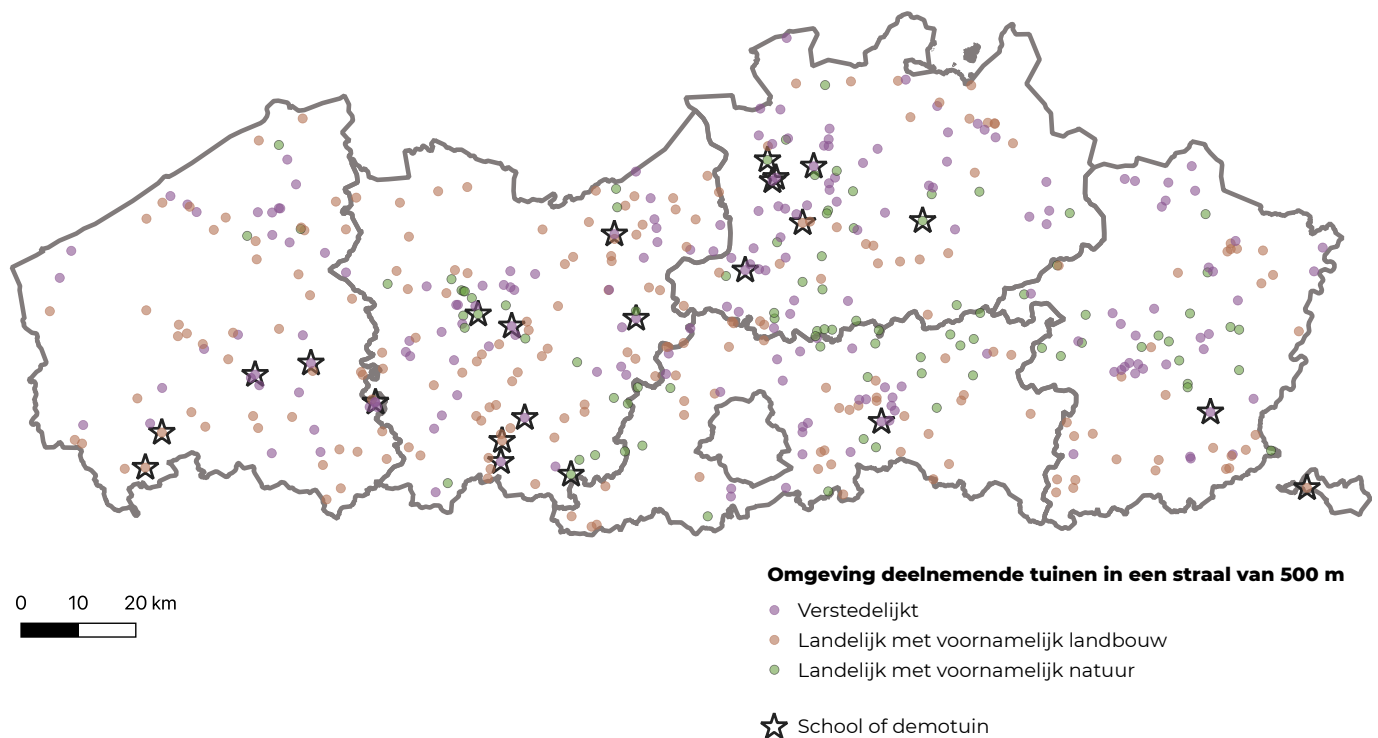 Omgeving deelnemende tuinen in een straal van 500 m
0 10 20 km
Verstedelijkt
Landelijk met voornamelijk landbouw
Landelijk met voornamelijk natuur
School of demotuin